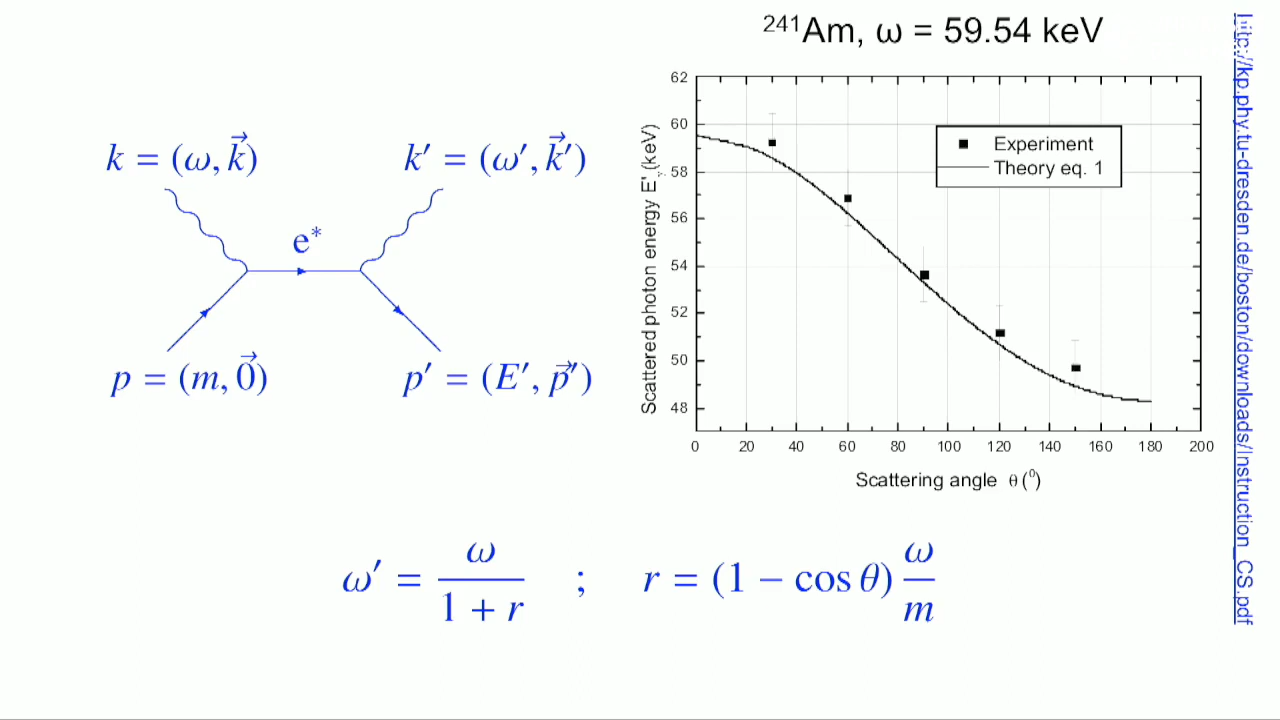 ²⁴¹Am, ω = 59.54 keV
k = (ω, k⃗)
k′ = (ω′, k⃗′)
e*
p = (m, 0⃗)
p′ = (E′, p⃗′)
Scattered photon energy E'γ (keV)
62
60
58
56
54
52
50
48
Experiment
Theory eq. 1
0 20 40 60 80 100 120 140 160 180 200
Scattering angle θ (⁰)
ω′ = ω / (1 + r) ; r = (1 − cos θ) ω / m
http://kp.phy.tu-dresden.de/boston/downloads/Instruction_CS.pdf